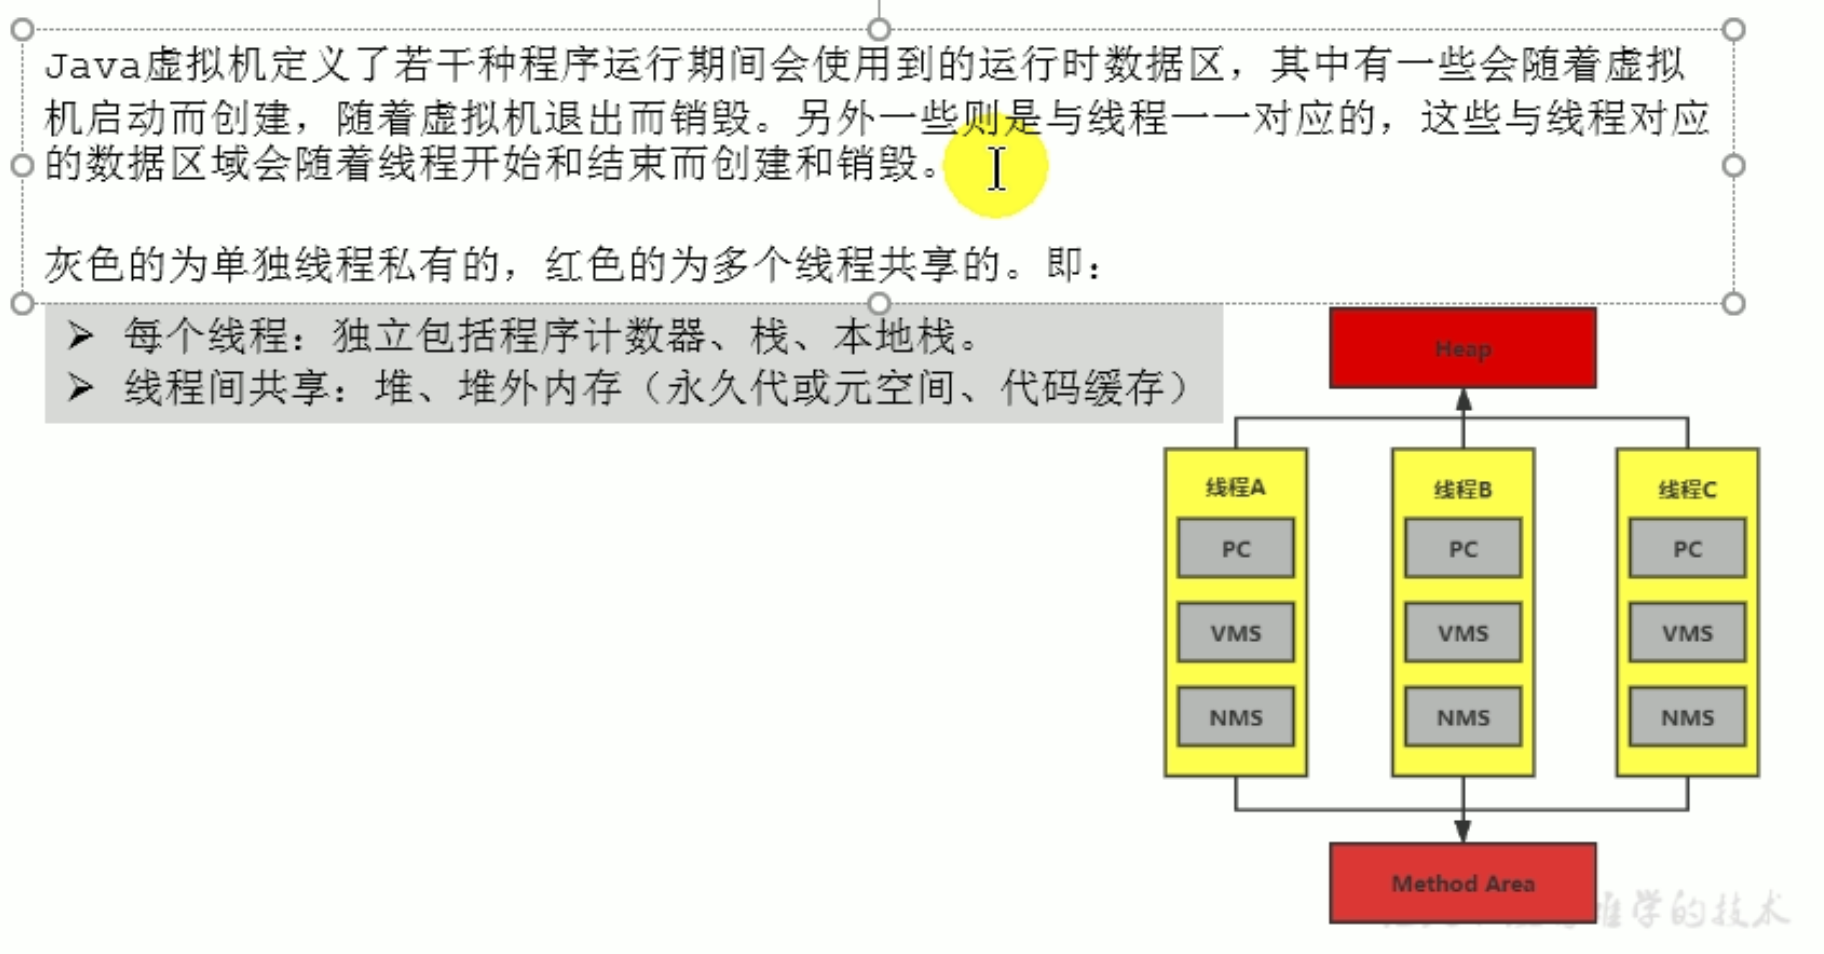 Java虚拟机定义了若干种程序运行期间会使用到的运行时数据区，其中有一些会随着虚拟
机启动而创建，随着虚拟机退出而销毁。另外一些则是与线程一一对应的，这些与线程对应
的数据区域会随着线程开始和结束而创建和销毁。
灰色的为单独线程私有的，红色的为多个线程共享的。即：
➢ 每个线程：独立包括程序计数器、栈、本地栈。
➢ 线程间共享：堆、堆外内存（永久代或元空间、代码缓存）
Heap
线程A 线程B 线程C
PC PC PC
VMS VMS VMS
NMS NMS NMS
Method Area
学的技术